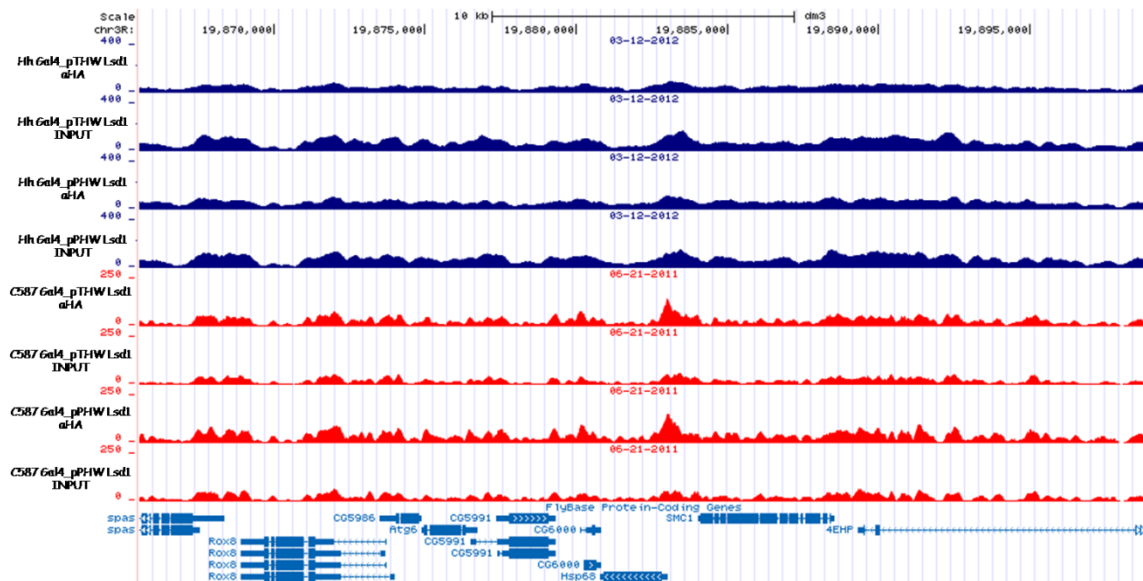 Scale 10 kb dm3
chr3R: 19,870,000 19,875,000 19,880,000 19,885,000 19,890,000 19,895,000
400 _ 03-12-2012
Hh Gal4_pTHW Lsd1
αHA
0 _
400 _ 03-12-2012
Hh Gal4_pTHW Lsd1
INPUT
0 _
400 _ 03-12-2012
Hh Gal4_pPHW Lsd1
αHA
0 _
400 _ 03-12-2012
Hh Gal4_pPHW Lsd1
INPUT
0 _
250 _ 06-21-2011
C587 Gal4_pTHW Lsd1
αHA
0 _
250 _ 06-21-2011
C587 Gal4_pTHW Lsd1
INPUT
0 _
250 _ 06-21-2011
C587 Gal4_pPHW Lsd1
αHA
0 _
250 _ 06-21-2011
C587 Gal4_pPHW Lsd1
INPUT
0 _
FlyBase Protein-Coding Genes
spas CG5986 CG5991 SMC1
spas Atg6 CG6000 4EHP
Rox8 CG5991
Rox8 CG5991
Rox8 CG6000
Rox8 Hsp68